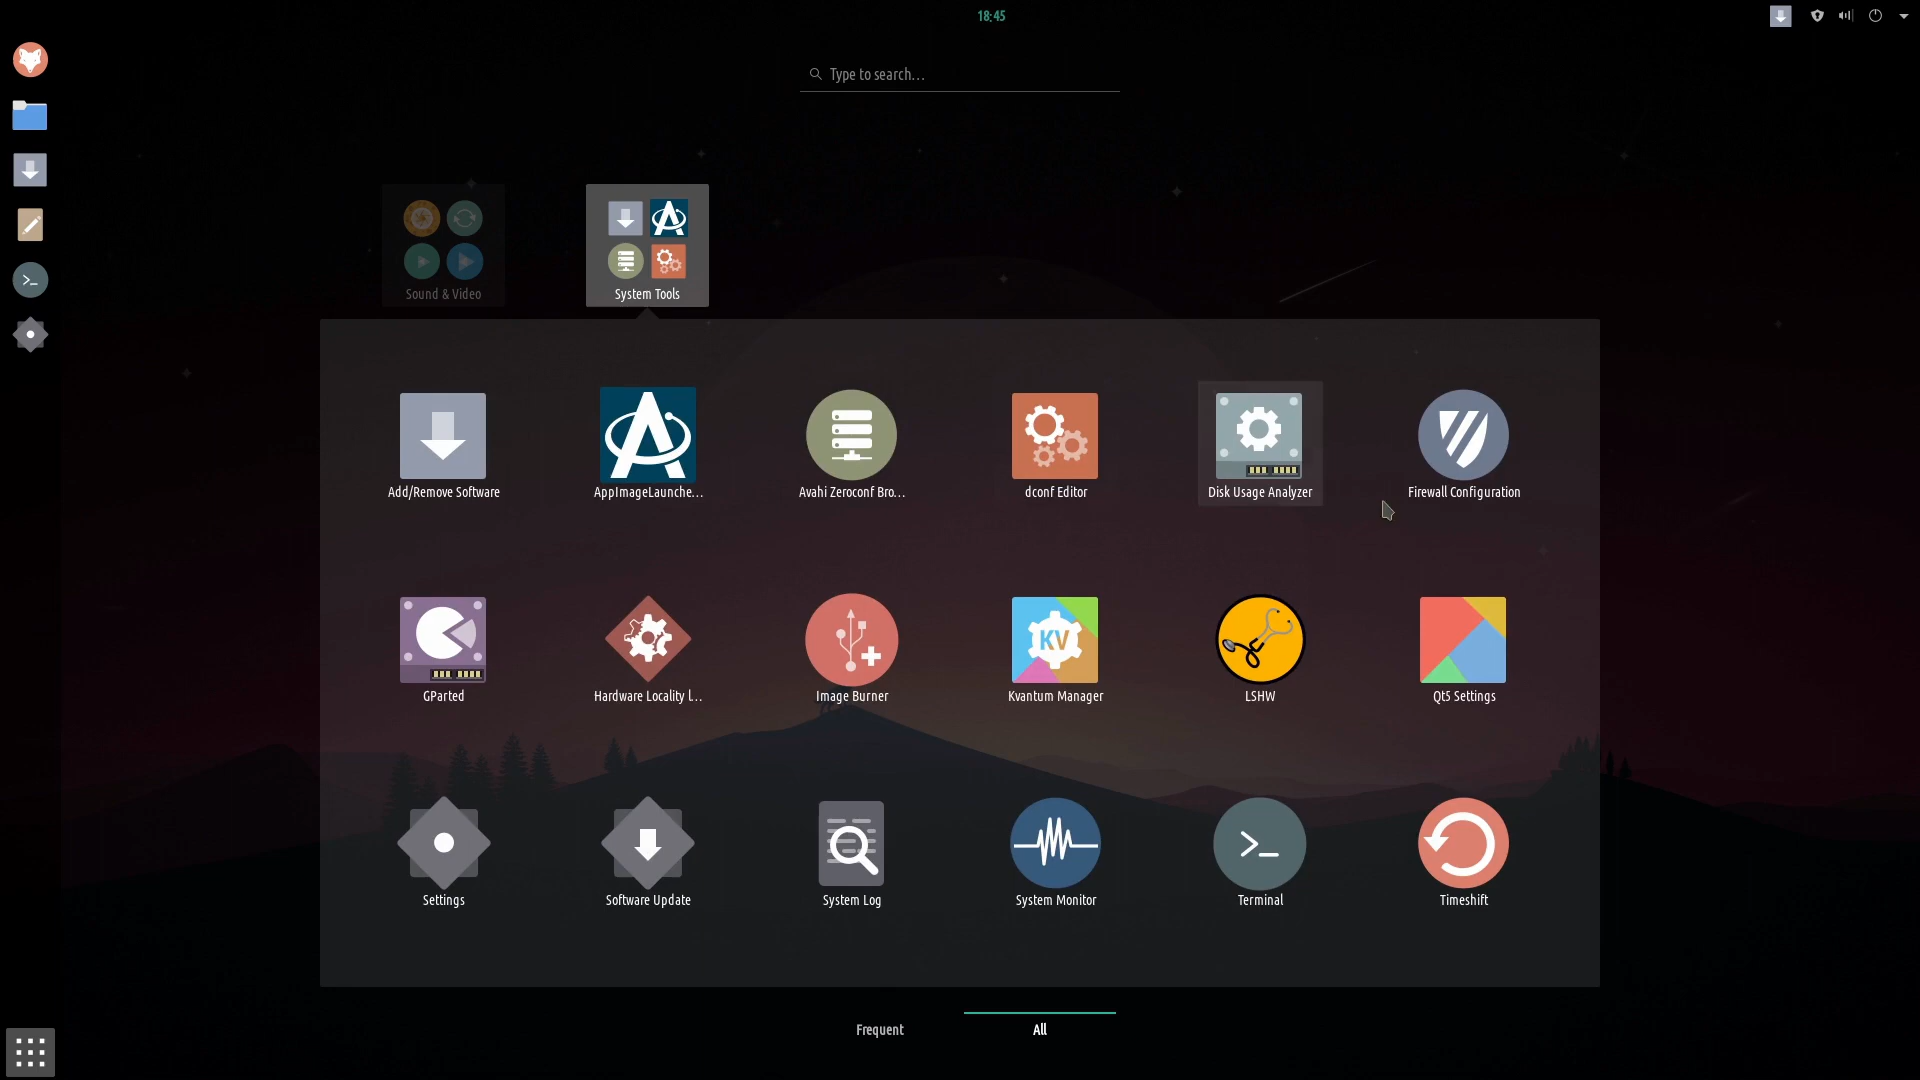 18:45
Type to search...
Sound & Video
System Tools
Add/Remove Software
AppImageLaunche...
Avahi Zeroconf Bro...
dconf Editor
Disk Usage Analyzer
Firewall Configuration
GParted
Hardware Locality l...
Image Burner
KV
Kvantum Manager
LSHW
Qt5 Settings
Settings
Software Update
System Log
System Monitor
Terminal
Timeshift
Frequent
All